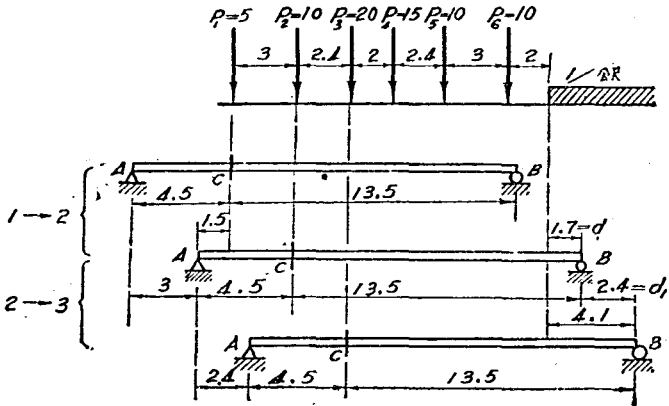 P₁=5 P₂=10 P₃=20 P₄=15 P₅=10 P₆=10
3 2.4 2 2.4 3 2
A C B
4.5 13.5
1→2
1.5 1.7=d
A C B
3 4.5 13.5 2.4=d₁
2→3
4.1
A C B
2.4 4.5 13.5